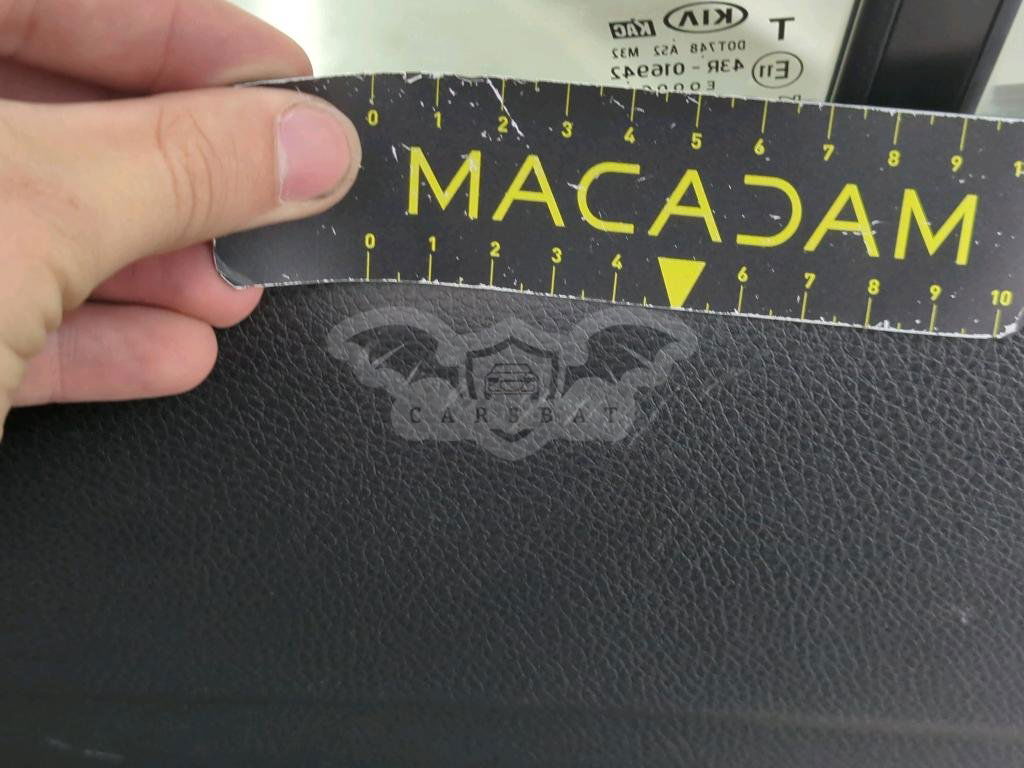 T
KIA KÁC
DOT748 AS2 M32
E11 43R-016942
0 1 2 3 4 5 6 7 8 9
MACADAM
0 1 2 3 4 6 7 8 9 10
CARSBAT